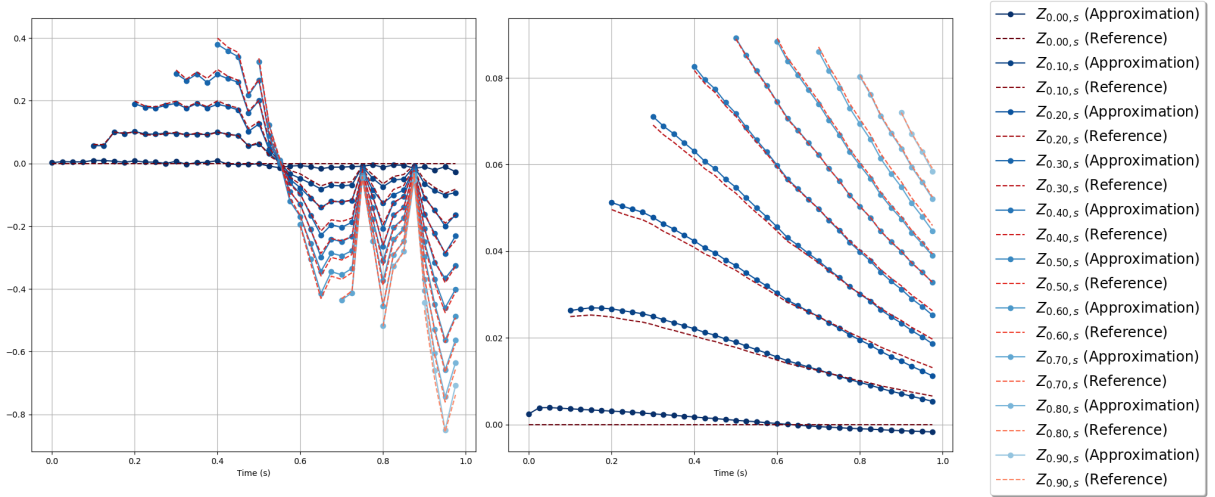 0.4
0.2
0.0
−0.2
−0.4
−0.6
−0.8
0.0 0.2 0.4 0.6 0.8 1.0
Time (s)
0.08
0.06
0.04
0.02
0.00
0.0 0.2 0.4 0.6 0.8 1.0
Time (s)
Z0.00, s (Approximation)
Z0.00, s (Reference)
Z0.10, s (Approximation)
Z0.10, s (Reference)
Z0.20, s (Approximation)
Z0.20, s (Reference)
Z0.30, s (Approximation)
Z0.30, s (Reference)
Z0.40, s (Approximation)
Z0.40, s (Reference)
Z0.50, s (Approximation)
Z0.50, s (Reference)
Z0.60, s (Approximation)
Z0.60, s (Reference)
Z0.70, s (Approximation)
Z0.70, s (Reference)
Z0.80, s (Approximation)
Z0.80, s (Reference)
Z0.90, s (Approximation)
Z0.90, s (Reference)